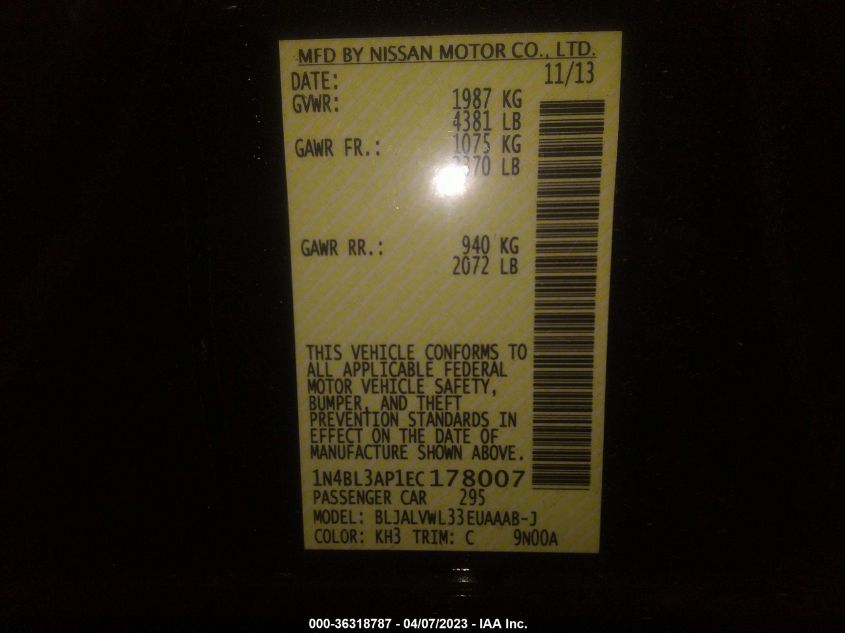 MFD BY NISSAN MOTOR CO., LTD.
DATE: 11/13
GVWR: 1987 KG
4381 LB
GAWR FR.: 1075 KG
LB
GAWR RR.: 940 KG
2072 LB
THIS VEHICLE CONFORMS TO
ALL APPLICABLE FEDERAL
MOTOR VEHICLE SAFETY,
BUMPER, AND THEFT
PREVENTION STANDARDS IN
EFFECT ON THE DATE OF
MANUFACTURE SHOWN ABOVE.
1N4BL3AP1EC178007
PASSENGER CAR 295
MODEL: BLJALVWL33EUAAAB-J
COLOR: KH3 TRIM: C 9N00A
000-36318787 - 04/07/2023 - IAA Inc.